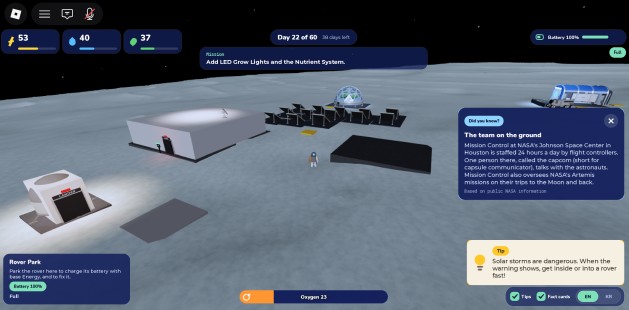 53
40
37
Day 22 of 60
38 days left
Battery 100%
Full
Mission
Add LED Grow Lights and the Nutrient System.
Did you know?
The team on the ground
Mission Control at NASA's Johnson Space Center in
Houston is staffed 24 hours a day by flight controllers.
One person there, called the capcom (short for
capsule communicator), talks with the astronauts.
Mission Control also oversees NASA's Artemis
missions on their trips to the Moon and back.
Based on public NASA information
Tip
Solar storms are dangerous. When the
warning shows, get inside or into a rover
fast!
Rover Park
Park the rover here to charge its battery with
base Energy, and to fix it.
Battery 100%
Full
Oxygen 23
Tips
Fact cards
EN
KR